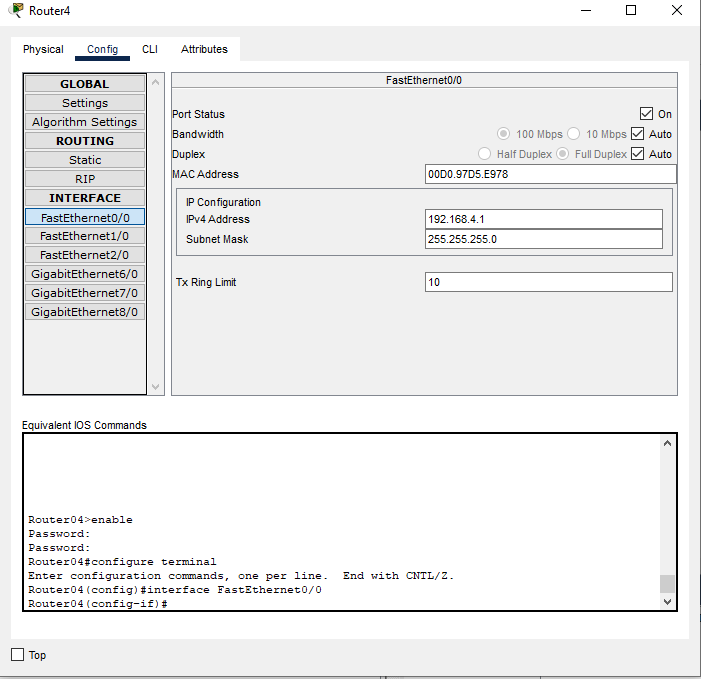 Router4
Physical Config CLI Attributes
GLOBAL
Settings
Algorithm Settings
ROUTING
Static
RIP
INTERFACE
FastEthernet0/0
FastEthernet1/0
FastEthernet2/0
GigabitEthernet6/0
GigabitEthernet7/0
GigabitEthernet8/0
FastEthernet0/0
Port Status On
Bandwidth 100 Mbps 10 Mbps Auto
Duplex Half Duplex Full Duplex Auto
MAC Address 00D0.97D5.E978
IP Configuration
IPv4 Address 192.168.4.1
Subnet Mask 255.255.255.0
Tx Ring Limit 10
Equivalent IOS Commands
Router04>enable
Password:
Password:
Router04#configure terminal
Enter configuration commands, one per line. End with CNTL/Z.
Router04(config)#interface FastEthernet0/0
Router04(config-if)#
Top